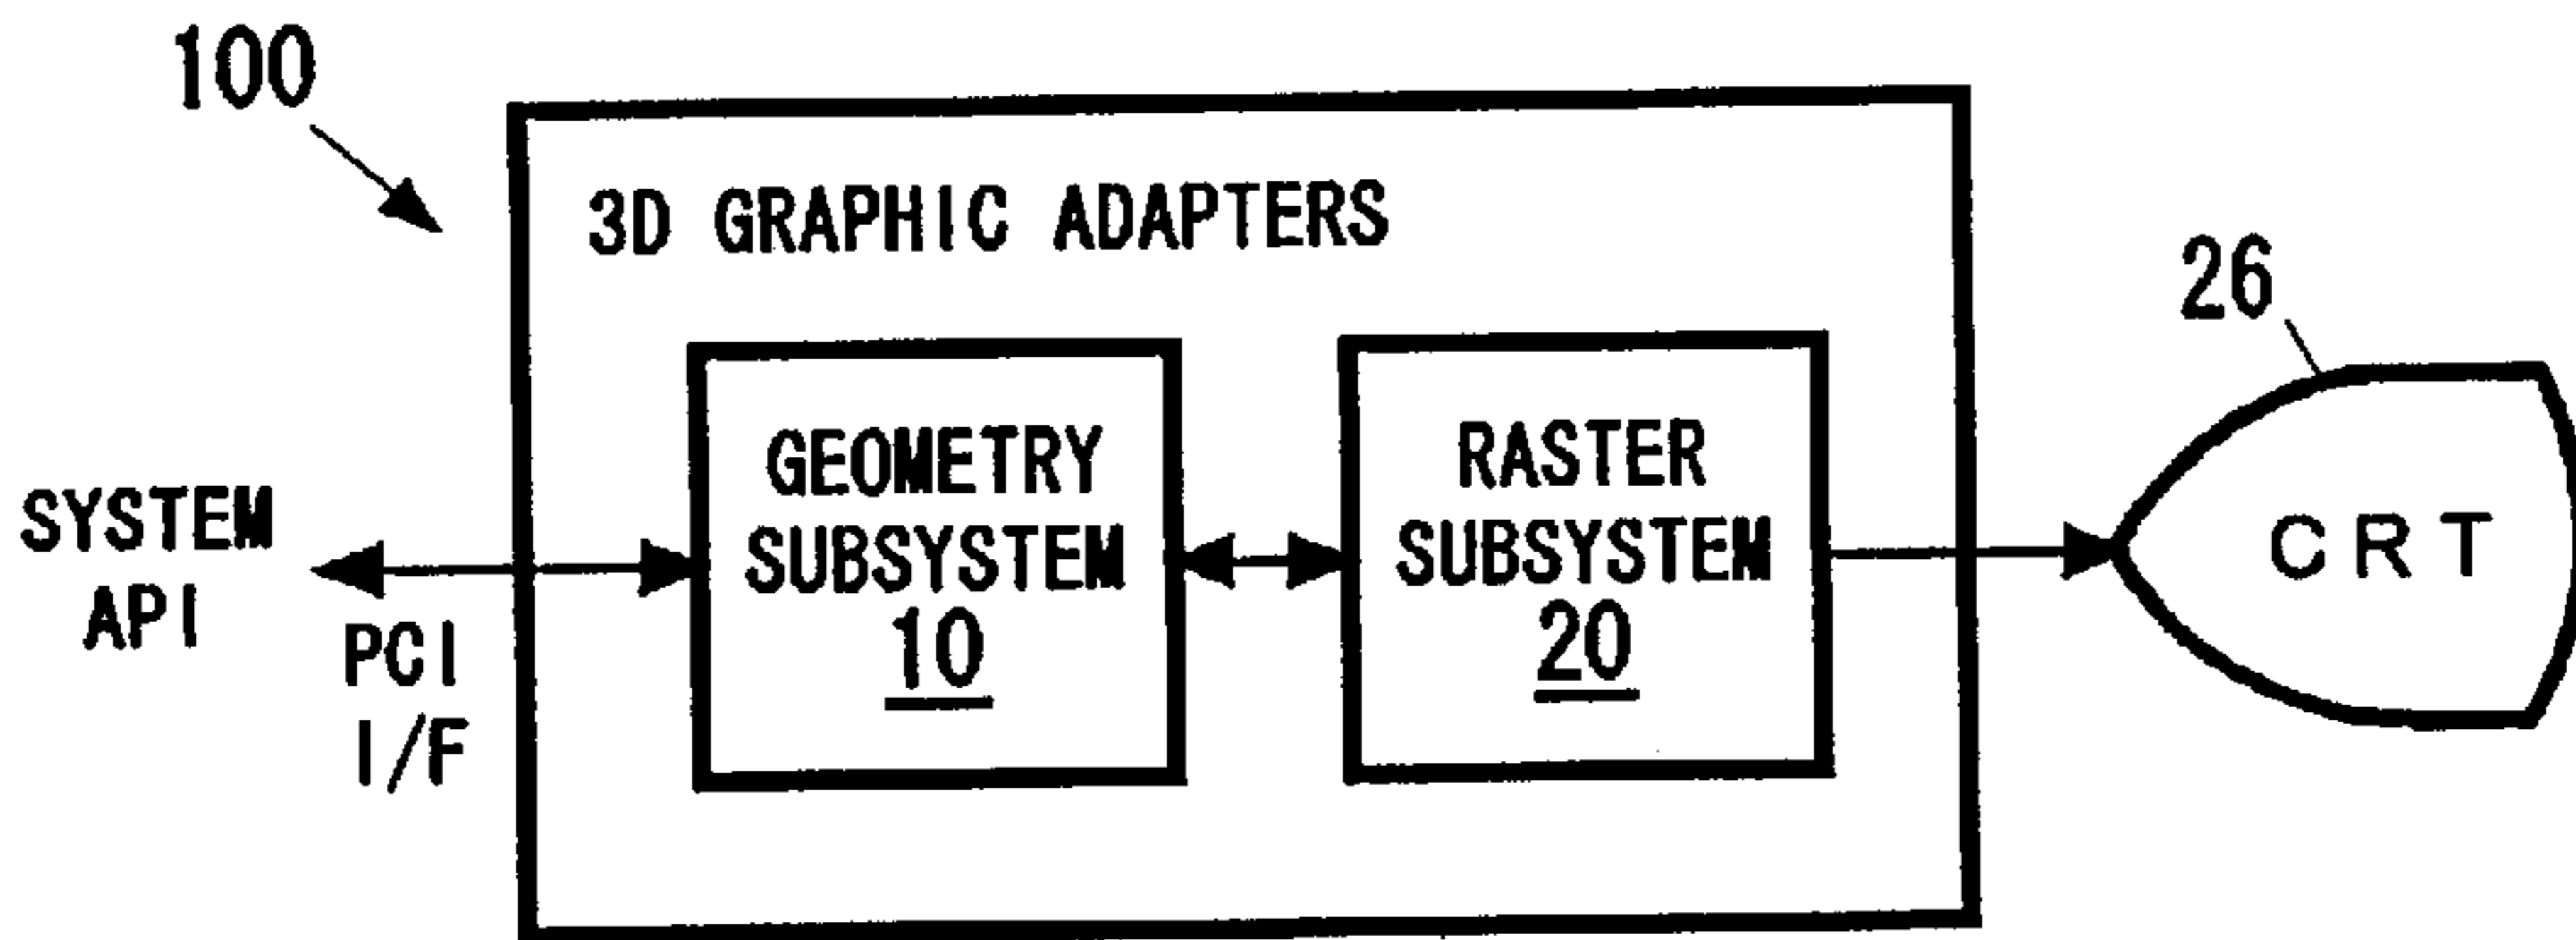 100
3D GRAPHIC ADAPTERS
26
GEOMETRY
SUBSYSTEM
10
RASTER
SUBSYSTEM
20
CRT
SYSTEM
API
PCI
I/F